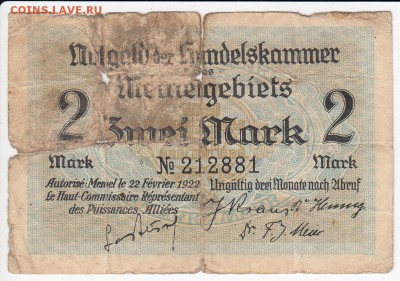 COINS.LAVE.RU
Notgeld der Handelskammer
des
Memelgebiets
2 Zwei Mark 2
Mark № 212881 Mark
Autorisé: Memel le 22 Février 1922
Le Haut-Commissaire Représentant
des Puissances Alliées
Ungültig drei Monate nach Abruf